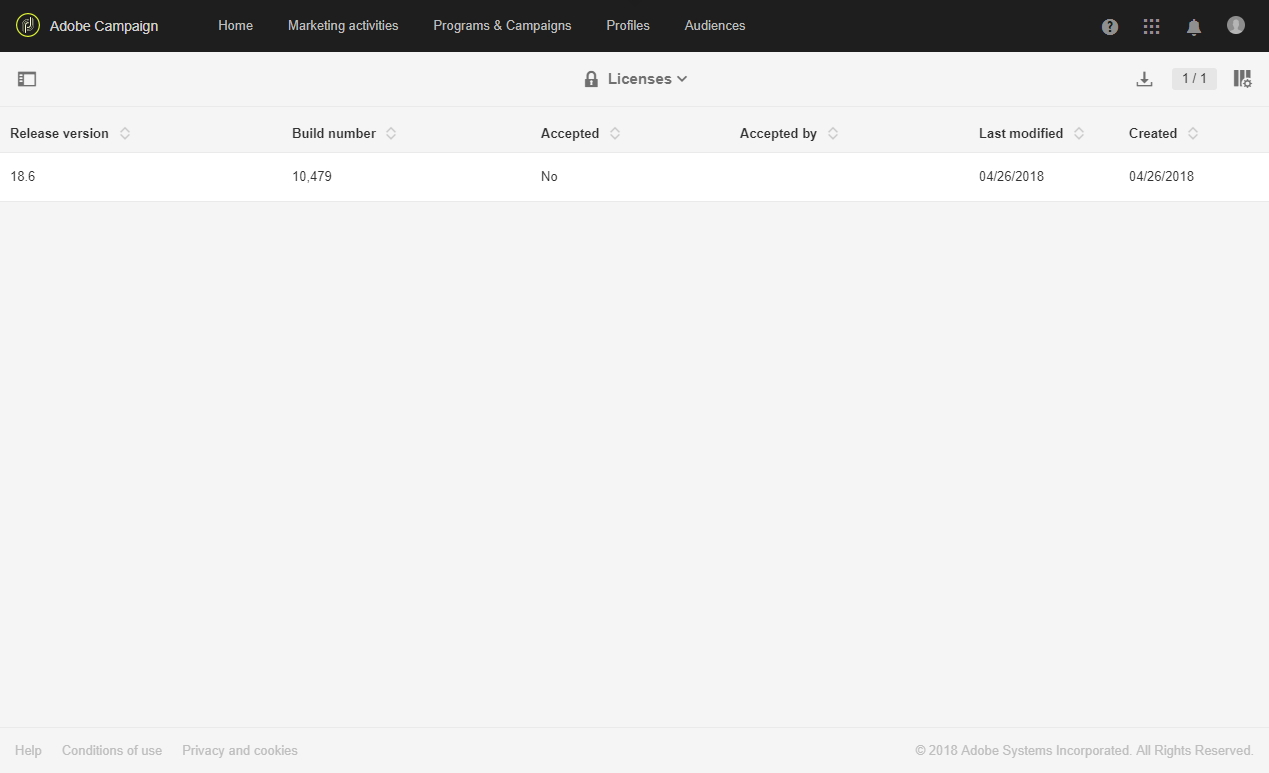 Adobe Campaign Home Marketing activities Programs & Campaigns Profiles Audiences
Licenses 1 / 1
Release version Build number Accepted Accepted by Last modified Created
18.6 10,479 No 04/26/2018 04/26/2018
Help Conditions of use Privacy and cookies © 2018 Adobe Systems Incorporated. All Rights Reserved.